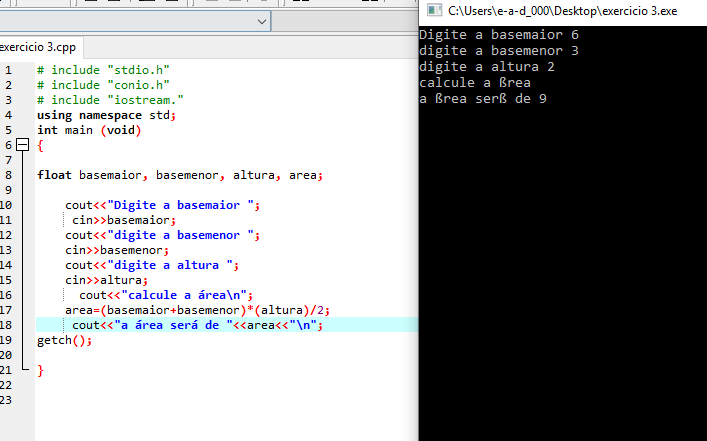 C:\Users\e-a-d_000\Desktop\exercicio 3.exe
exercicio 3.cpp
1 # include "stdio.h"
2 # include "conio.h"
3 # include "iostream."
4 using namespace std;
5 int main (void)
6 {
7
8 float basemaior, basemenor, altura, area;
9
10 cout<<"Digite a basemaior ";
11 cin>>basemaior;
12 cout<<"digite a basemenor ";
13 cin>>basemenor;
14 cout<<"digite a altura ";
15 cin>>altura;
16 cout<<"calcule a área\n";
17 area=(basemaior+basemenor)*(altura)/2;
18 cout<<"a área será de "<<area<<"\n";
19 getch();
20
21 }
22
23
Digite a basemaior 6
digite a basemenor 3
digite a altura 2
calcule a ßrea
a ßrea serß de 9